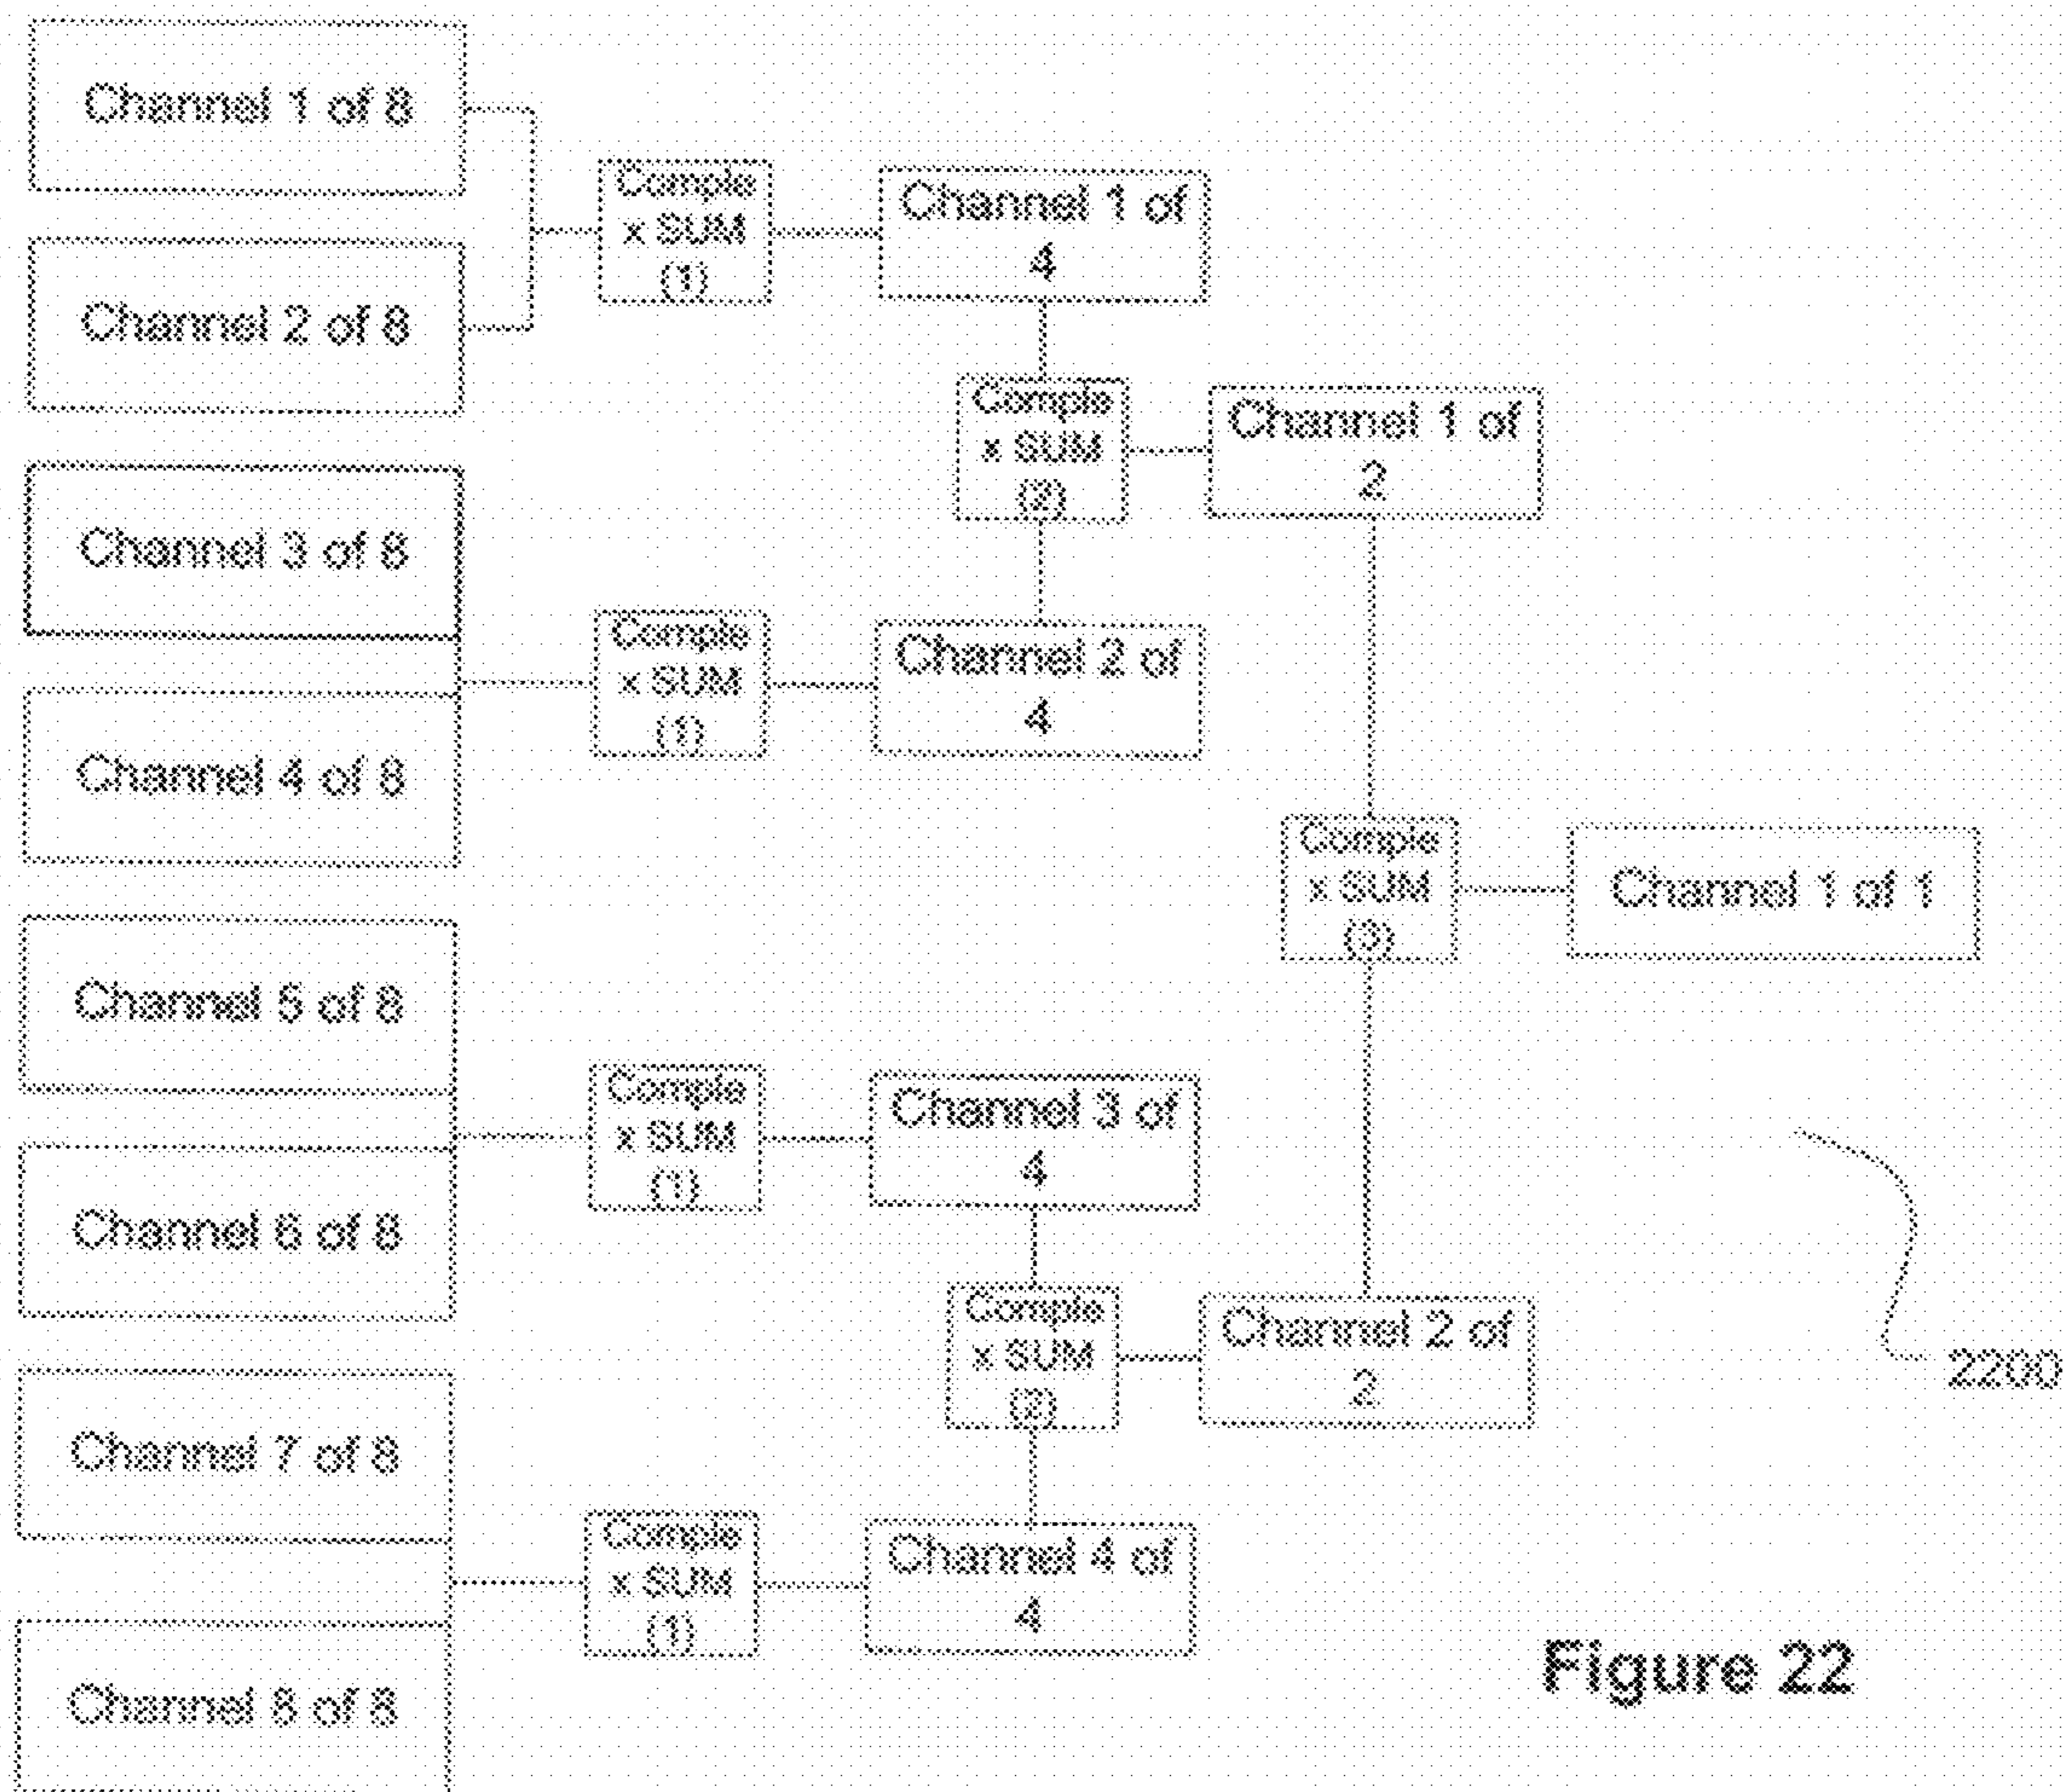 Channel 1 of 8
Channel 2 of 8
Channel 3 of 8
Channel 4 of 8
Channel 5 of 8
Channel 6 of 8
Channel 7 of 8
Channel 8 of 8
Comple
x SUM
(1)
Comple
x SUM
(1)
Comple
x SUM
(1)
Comple
x SUM
(1)
Channel 1 of
4
Comple
x SUM
(2)
Channel 2 of
4
Channel 3 of
4
Comple
x SUM
(2)
Channel 4 of
4
Channel 1 of
2
Comple
x SUM
(3)
Channel 2 of
2
Channel 1 of 1
2200
Figure 22